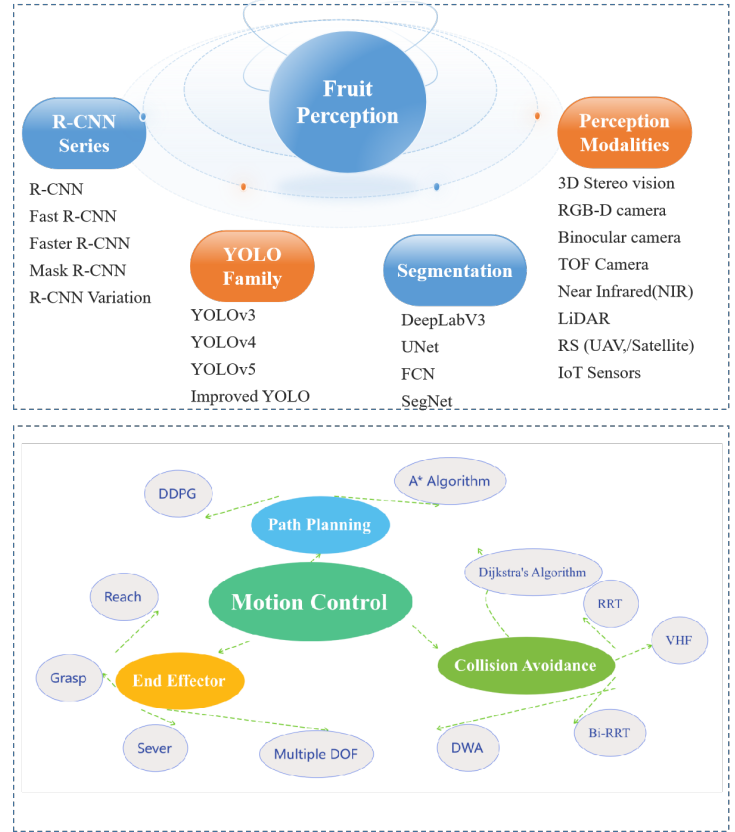 Fruit
Perception
R-CNN
Series
R-CNN
Fast R-CNN
Faster R-CNN
Mask R-CNN
R-CNN Variation
YOLO
Family
YOLOv3
YOLOv4
YOLOv5
Improved YOLO
Segmentation
DeepLabV3
UNet
FCN
SegNet
Perception
Modalities
3D Stereo vision
RGB-D camera
Binocular camera
TOF Camera
Near Infrared(NIR)
LiDAR
RS (UAV,/Satellite)
IoT Sensors
DDPG
A* Algorithm
Path Planning
Dijkstra's Algorithm
Reach
Motion Control
RRT
VHF
Grasp
End Effector
Collision Avoidance
Sever
Multiple DOF
DWA
Bi-RRT